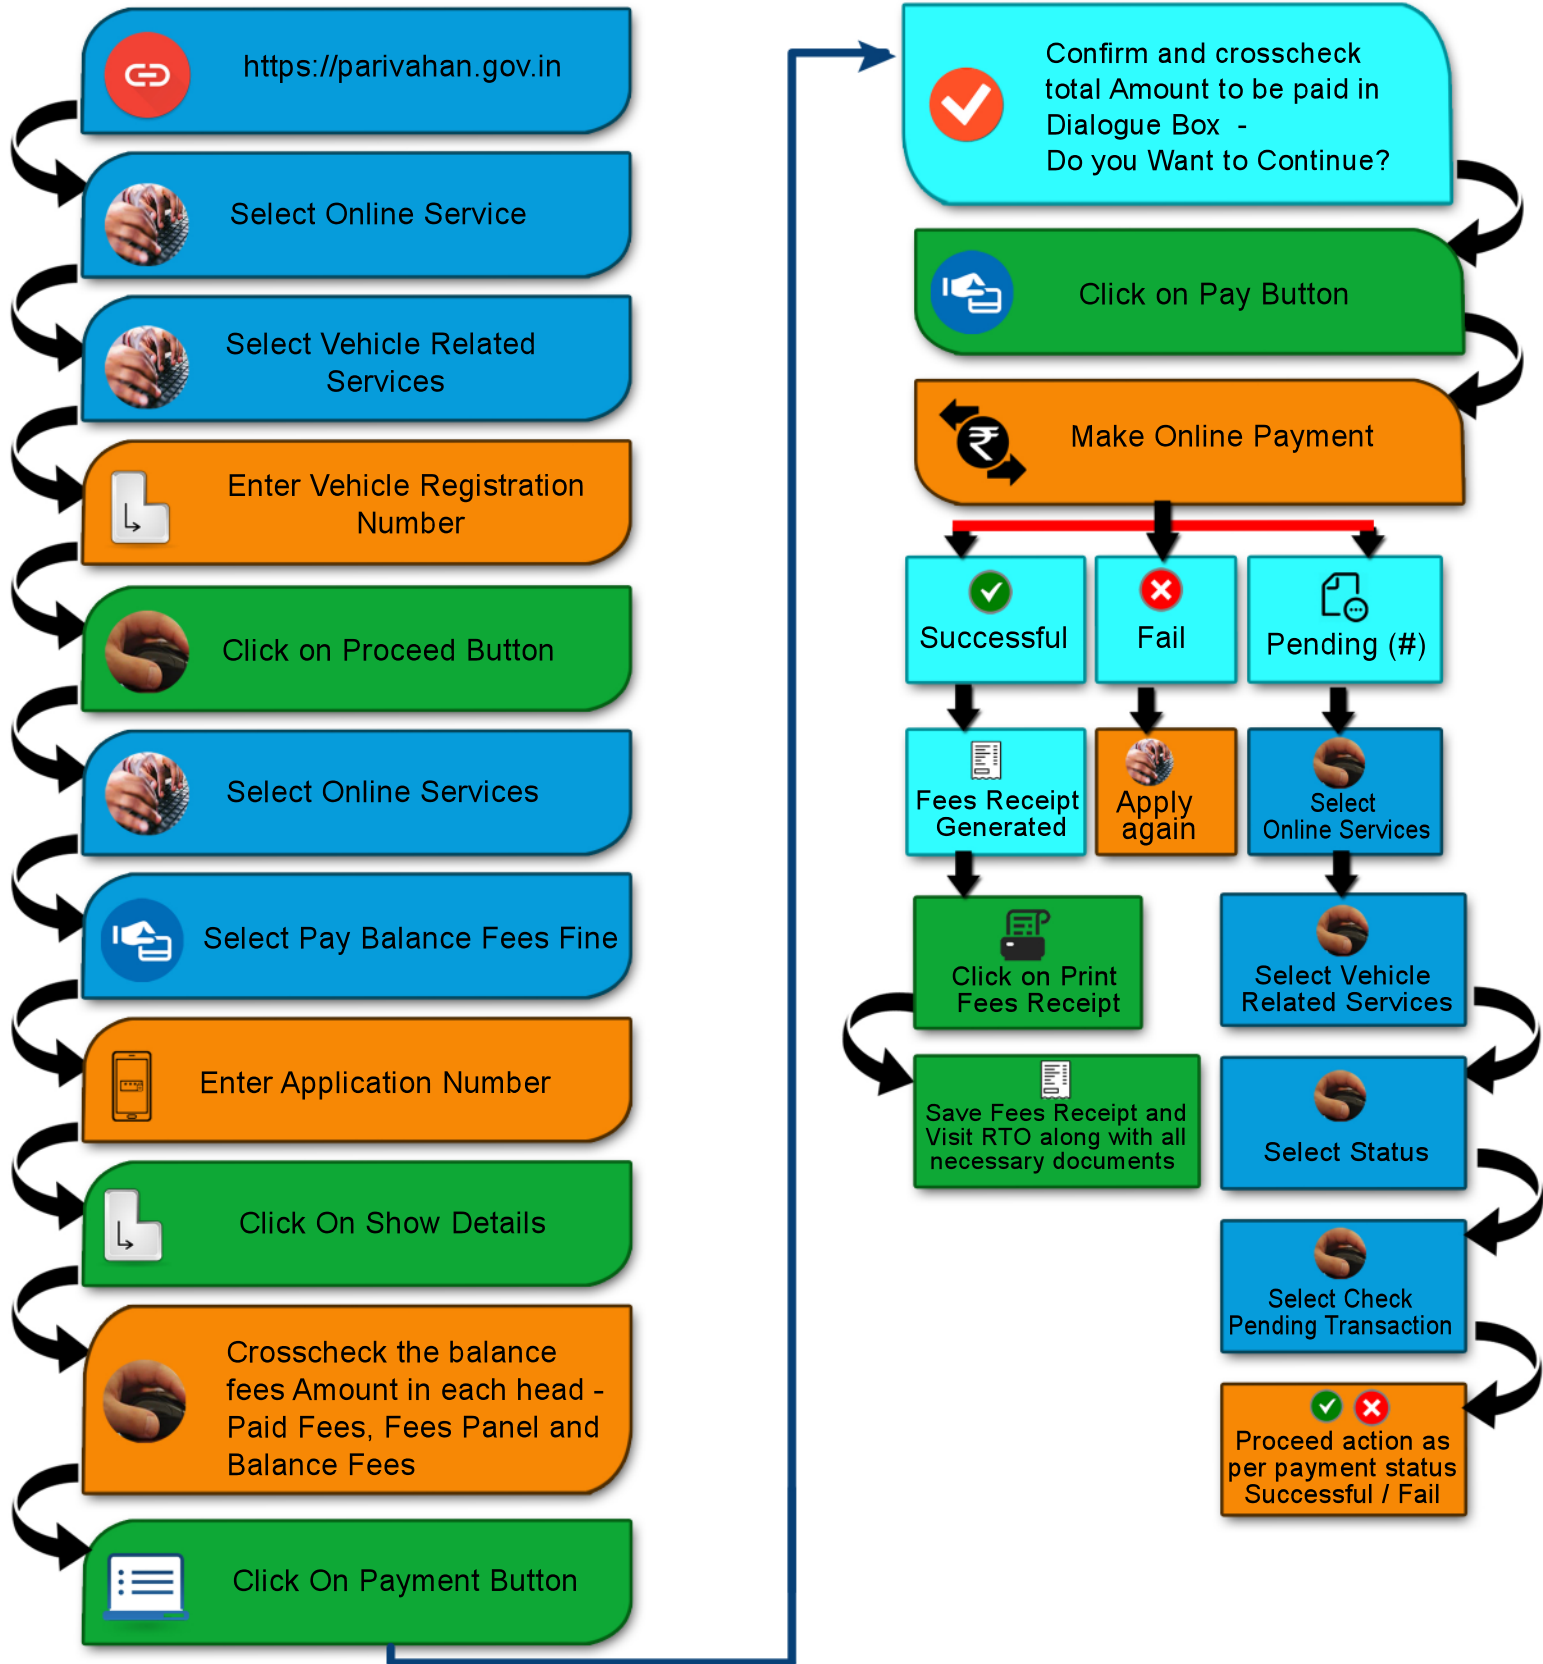 https://parivahan.gov.in
Select Online Service
Select Vehicle Related
Services
Enter Vehicle Registration
Number
Click on Proceed Button
Select Online Services
Select Pay Balance Fees Fine
Enter Application Number
Click On Show Details
Crosscheck the balance
fees Amount in each head -
Paid Fees, Fees Panel and
Balance Fees
Click On Payment Button
Confirm and crosscheck
total Amount to be paid in
Dialogue Box -
Do you Want to Continue?
Click on Pay Button
Make Online Payment
Successful
Fail
Pending (#)
Fees Receipt
Generated
Apply
again
Select
Online Services
Click on Print
Fees Receipt
Select Vehicle
Related Services
Save Fees Receipt and
Visit RTO along with all
necessary documents
Select Status
Select Check
Pending Transaction
Proceed action as
per payment status
Successful / Fail